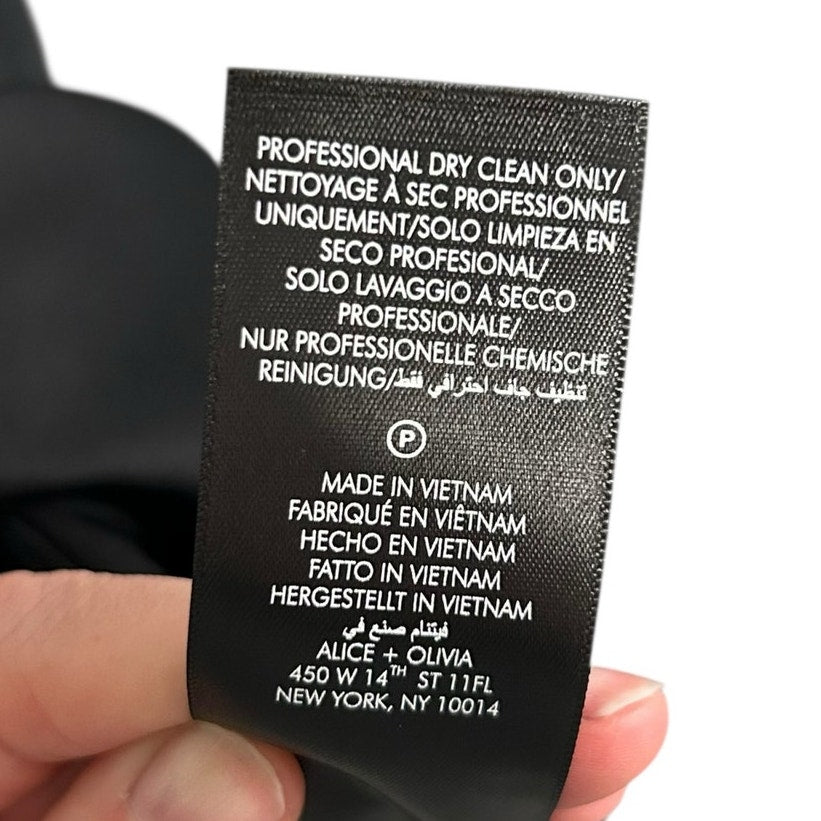 PROFESSIONAL DRY CLEAN ONLY/
NETTOYAGE À SEC PROFESSIONNEL
UNIQUEMENT/SOLO LIMPIEZA EN
SECO PROFESIONAL/
SOLO LAVAGGIO A SECCO
PROFESSIONALE/
NUR PROFESSIONELLE CHEMISCHE
REINIGUNG/تنظيف جاف احترافي فقط
P
MADE IN VIETNAM
FABRIQUÉ EN VIÊTNAM
HECHO EN VIETNAM
FATTO IN VIETNAM
HERGESTELLT IN VIETNAM
فيتنام صنع في
ALICE + OLIVIA
450 W 14TH ST 11FL
NEW YORK, NY 10014